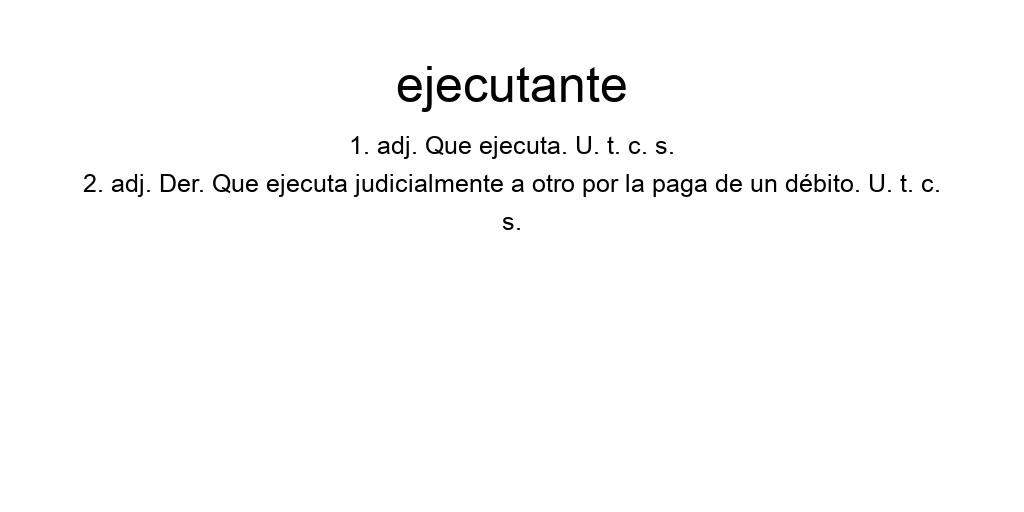 ejecutante
1. adj. Que ejecuta. U. t. c. s.
2. adj. Der. Que ejecuta judicialmente a otro por la paga de un débito. U. t. c.
s.